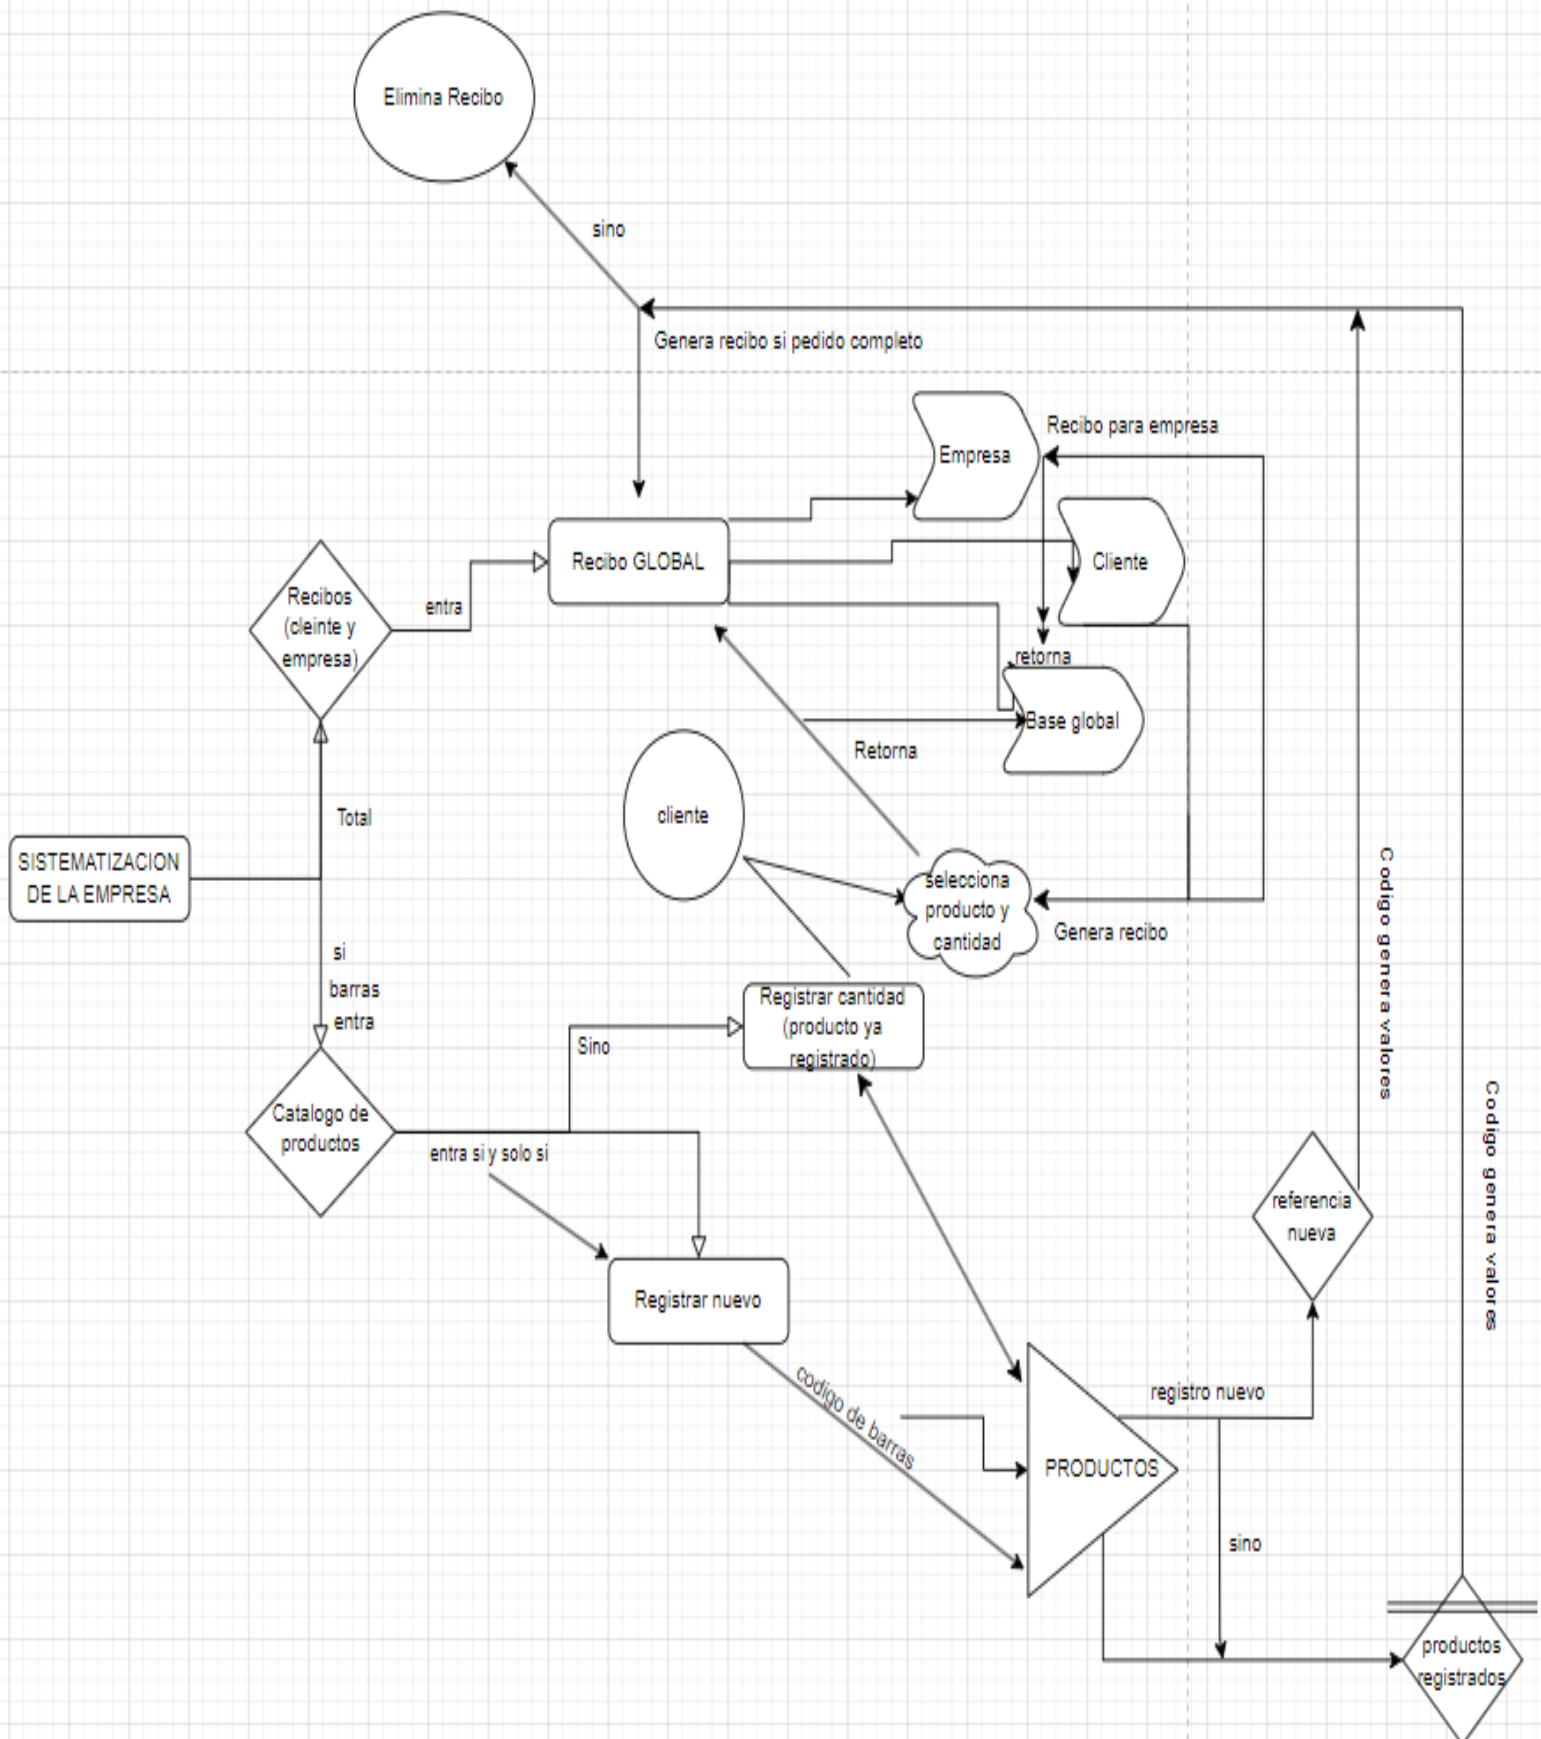 Elimina Recibo
sino
Genera recibo si pedido completo
Empresa
Recibo para empresa
Recibo GLOBAL
Cliente
Recibos
(cleinte y
empresa)
entra
retorna
Base global
Retorna
cliente
Total
SISTEMATIZACION
DE LA EMPRESA
selecciona
producto y
cantidad
Genera recibo
si
barras
entra
Registrar cantidad
(producto ya
registrado)
Sino
Catalogo de
productos
entra si y solo si
Codigo genera valores
Codigo genera valores
referencia
nueva
Registrar nuevo
codigo de barras
registro nuevo
PRODUCTOS
sino
productos
registrados